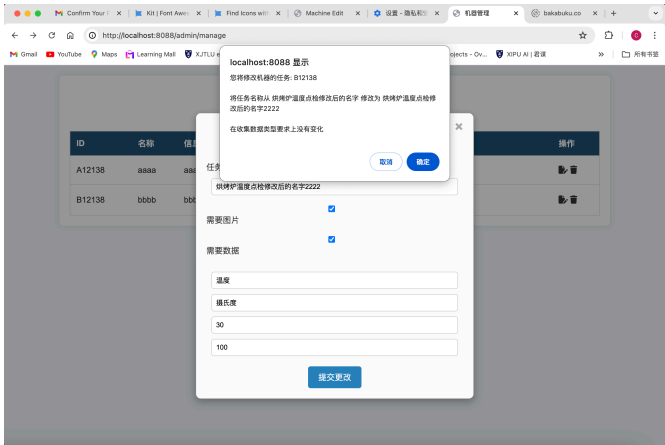 Confirm Your F
Kit | Font Awes
Find Icons with
Machine Edit
设置 - 隐私和安
机器管理
bakabuku.co
http://localhost:8088/admin/manage
Gmail
YouTube
Maps
Learning Mall
XJTLU e
ojects - Ov...
XIPU AI | 君谋
所有书签
localhost:8088 显示
您将修改机器的任务: B12138
将任务名称从 烘烤炉温度点检修改后的名字 修改为 烘烤炉温度点检修
改后的名字2222
在收集数据类型要求上没有变化
取消 确定
ID 名称 信息 操作
A12138 aaaa aaa
B12138 bbbb bbb
任务
烘烤炉温度点检修改后的名字2222
需要图片
需要数据
温度
摄氏度
30
100
提交更改